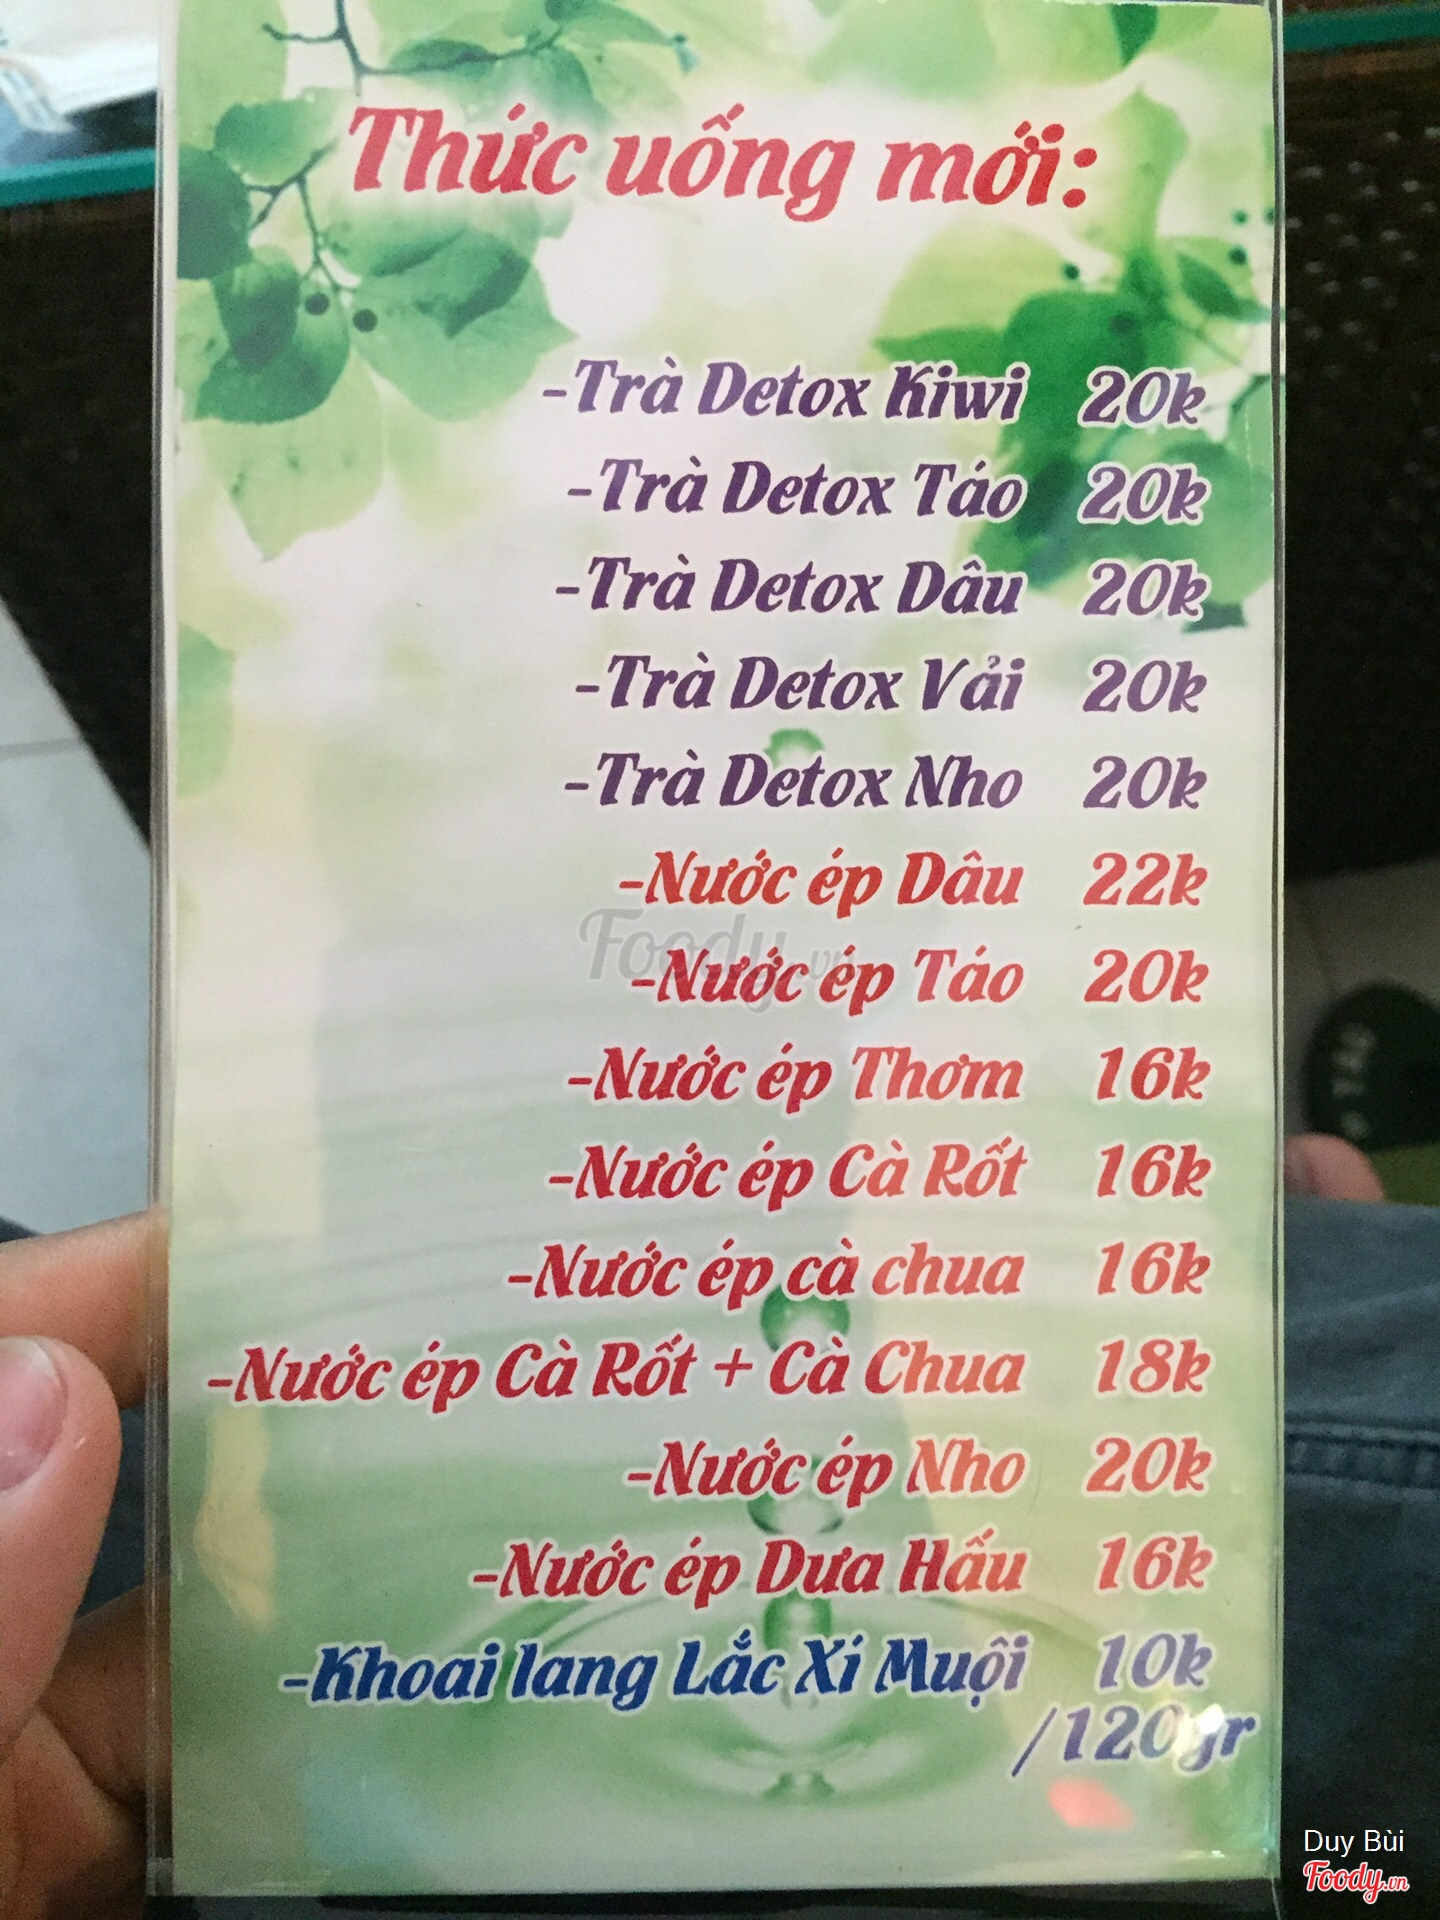 Thức uống mới:
-Trà Detox Kiwi 20k
-Trà Detox Táo 20k
-Trà Detox Dâu 20k
-Trà Detox Vải 20k
-Trà Detox Nho 20k
-Nước ép Dâu 22k
Foody.vn
-Nước ép Táo 20k
-Nước ép Thơm 16k
-Nước ép Cà Rốt 16k
-Nước ép cà chua 16k
-Nước ép Cà Rốt + Cà Chua 18k
-Nước ép Nho 20k
-Nước ép Dưa Hấu 16k
-Khoai lang Lắc Xí Muội 10k
/120gr
Duy Bùi
Foody.vn